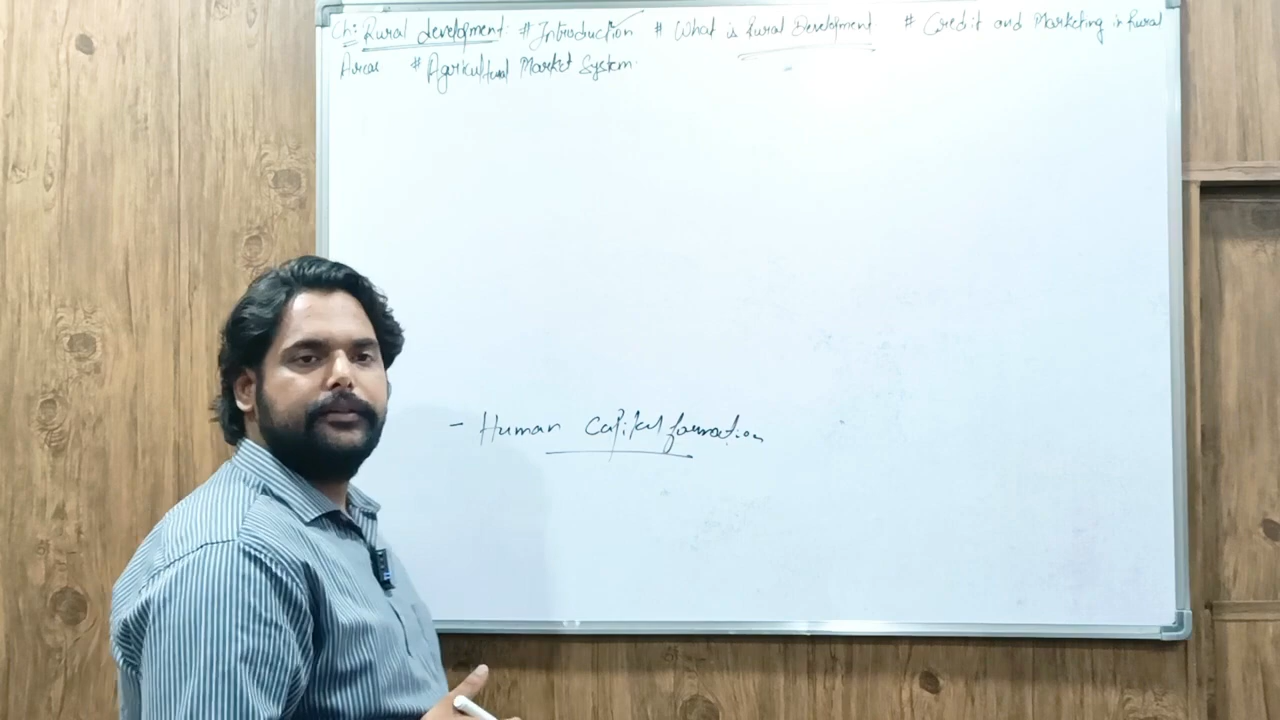 Ch: Rural development: # Introduction # What is Rural Development # Credit and Marketing in Rural
Areas # Agricultural Market System.
- Human Capital formation